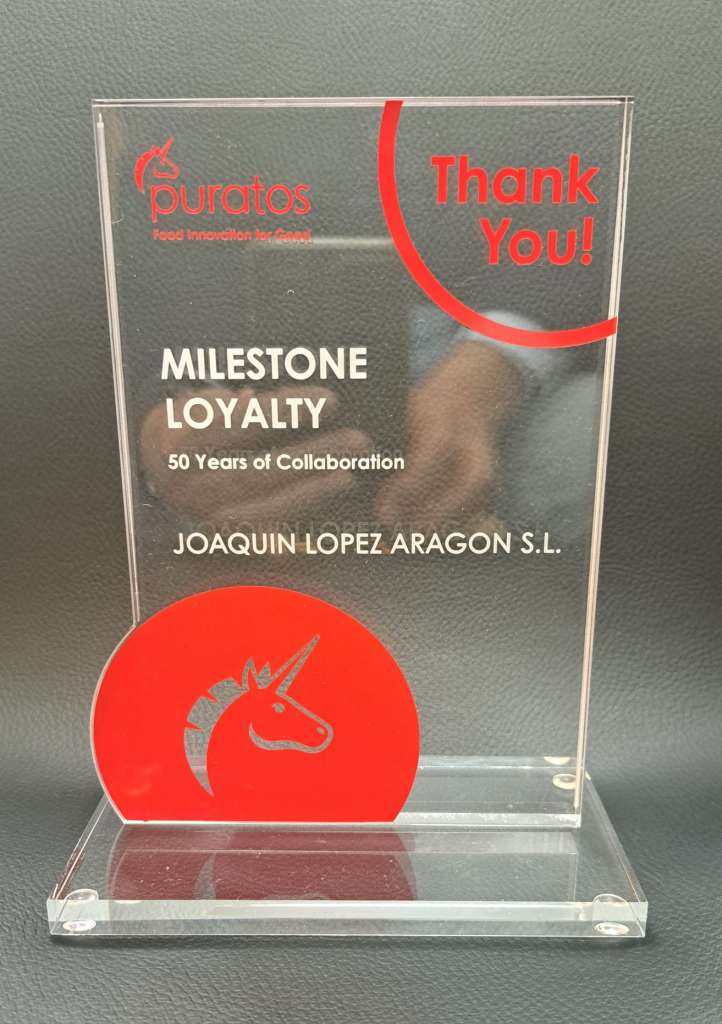 puratos
Food Innovation for Good
Thank
You!
MILESTONE
LOYALTY
50 Years of Collaboration
JOAQUIN LOPEZ ARAGON S.L.